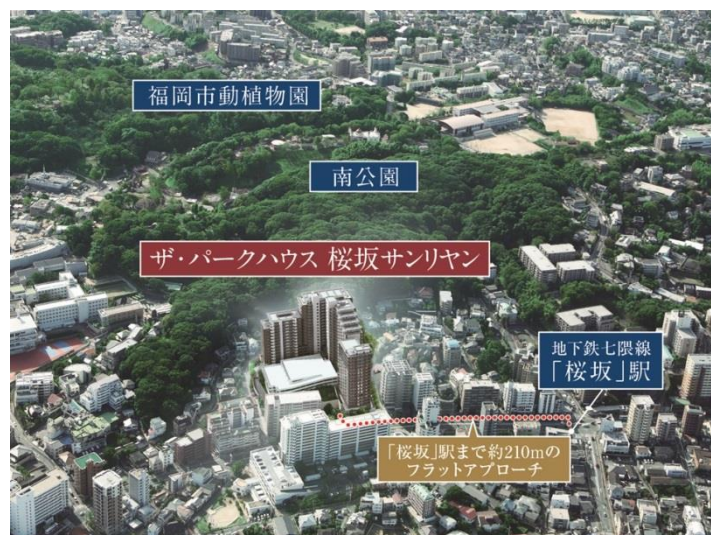 福岡市動植物園
南公園
ザ・パークハウス 桜坂サンリヤン
地下鉄七隈線
「桜坂」駅
「桜坂」駅まで約210mの
フラットアプローチ